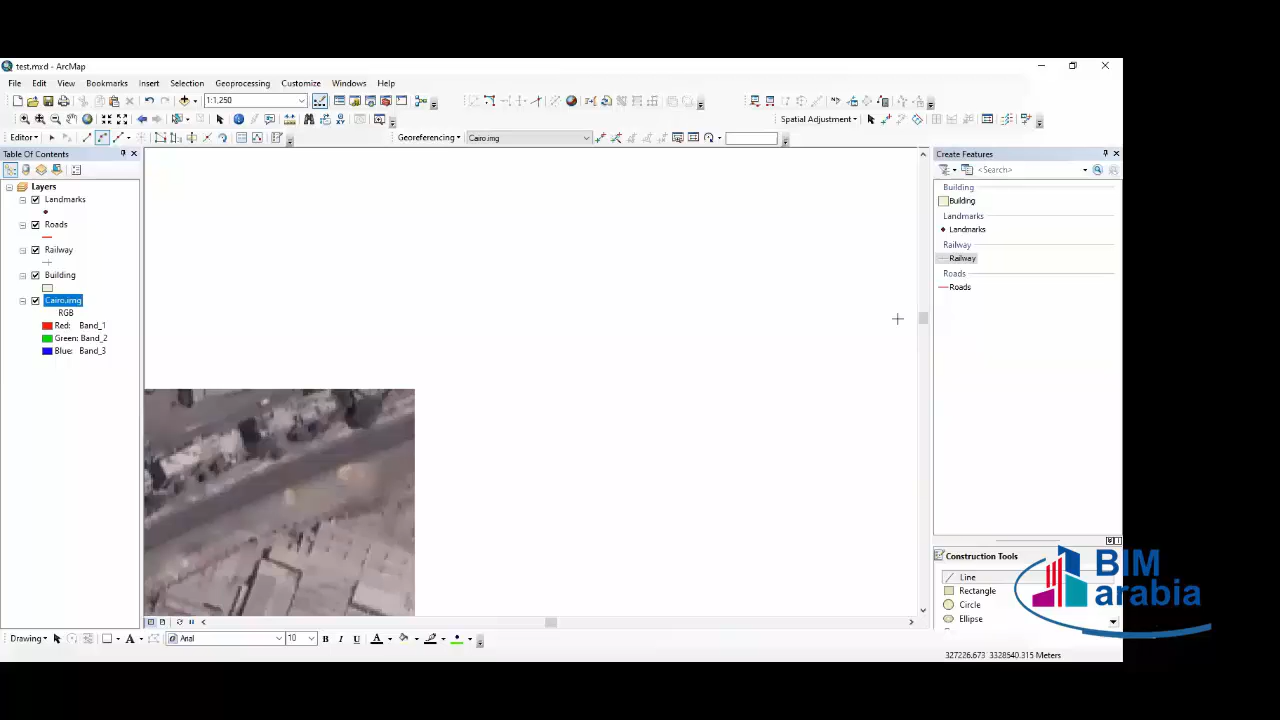 test.mxd - ArcMap
File Edit View Bookmarks Insert Selection Geoprocessing Customize Windows Help
1:1,250
Spatial Adjustment
Editor Georeferencing Cairo.img
Table Of Contents
Create Features
<Search>
Layers
Landmarks
Roads
Railway
Building
Cairo.img
RGB
Red: Band_1
Green: Band_2
Blue: Band_3
Building
Building
Landmarks
Landmarks
Railway
Railway
Roads
Roads
Construction Tools
Line
Rectangle
Circle
Ellipse
BIM
arabia
Drawing A Arial 10 B I U A
327226.673 3328540.315 Meters